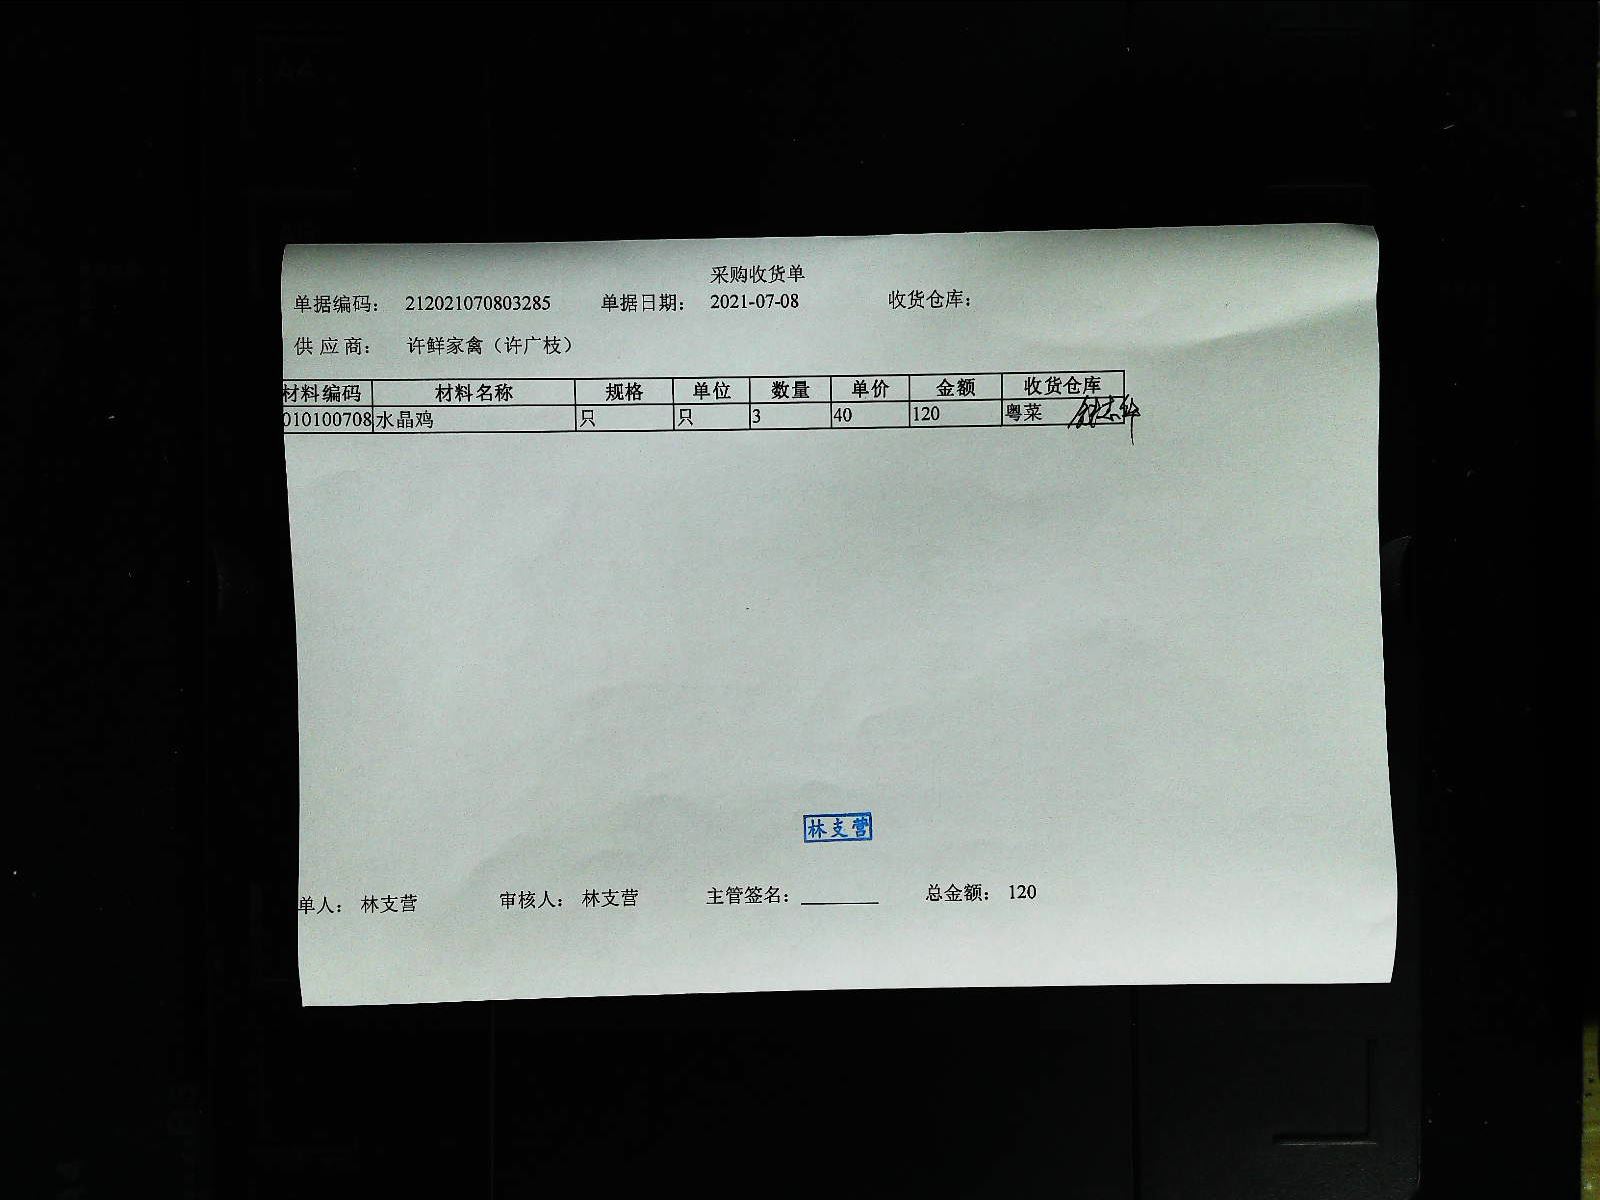 采购收货单
单据编码： 212021070803285 单据日期： 2021-07-08 收货仓库：
供 应 商： 许鲜家禽（许广枝）
材料编码 材料名称 规格 单位 数量 单价 金额 收货仓库
010100708 水晶鸡 只 只 3 40 120 粤菜
林支营
单人： 林支营 审核人： 林支营 主管签名： 总金额： 120